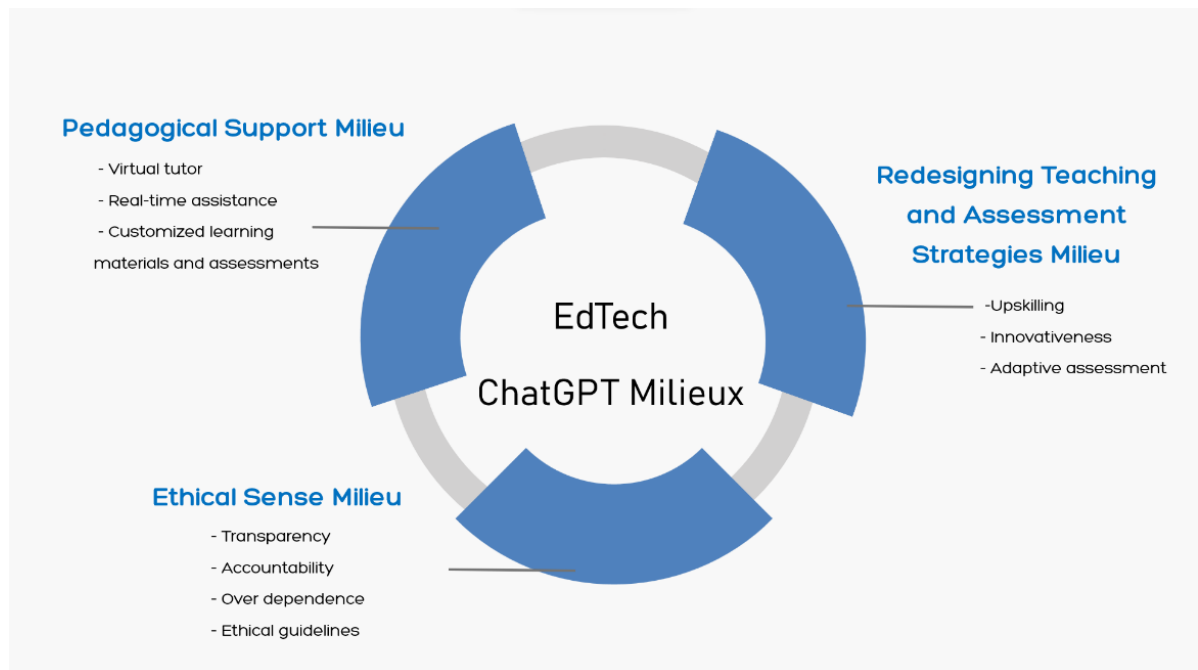 Pedagogical Support Milieu
- Virtual tutor
- Real-time assistance
- Customized learning
materials and assessments
Redesigning Teaching
and Assessment
Strategies Milieu
-Upskilling
- Innovativeness
- Adaptive assessment
EdTech
ChatGPT Milieux
Ethical Sense Milieu
- Transparency
- Accountability
- Over dependence
- Ethical guidelines